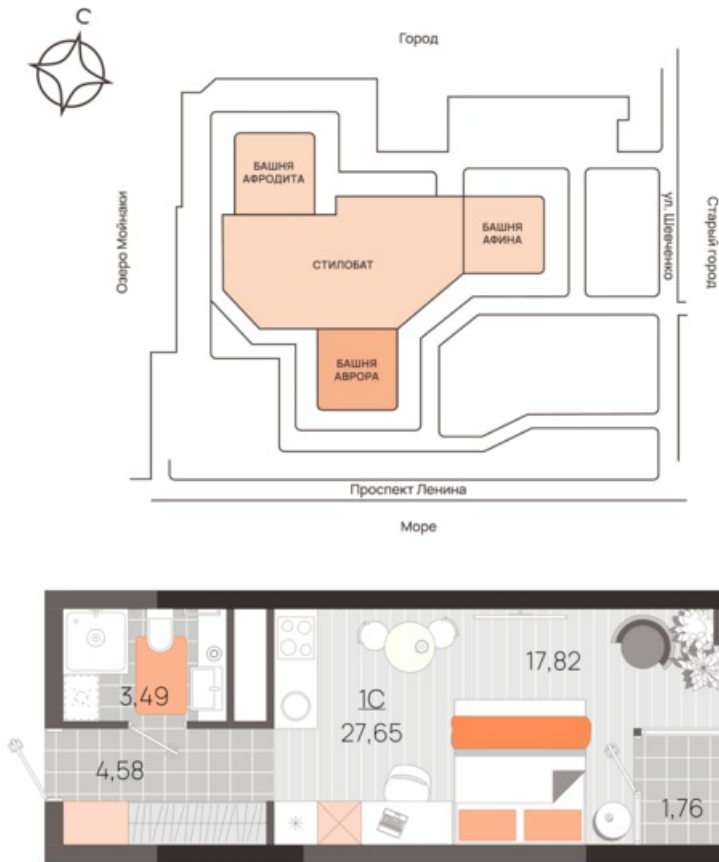 С
Город
БАШНЯ
АФРОДИТА
Озеро Мойнаки
СТИЛОБАТ
БАШНЯ
АФИНА
ул. Шевченко
Старый город
БАШНЯ
АВРОРА
Проспект Ленина
Море
3,49
17,82
1С
27,65
4,58
1,76